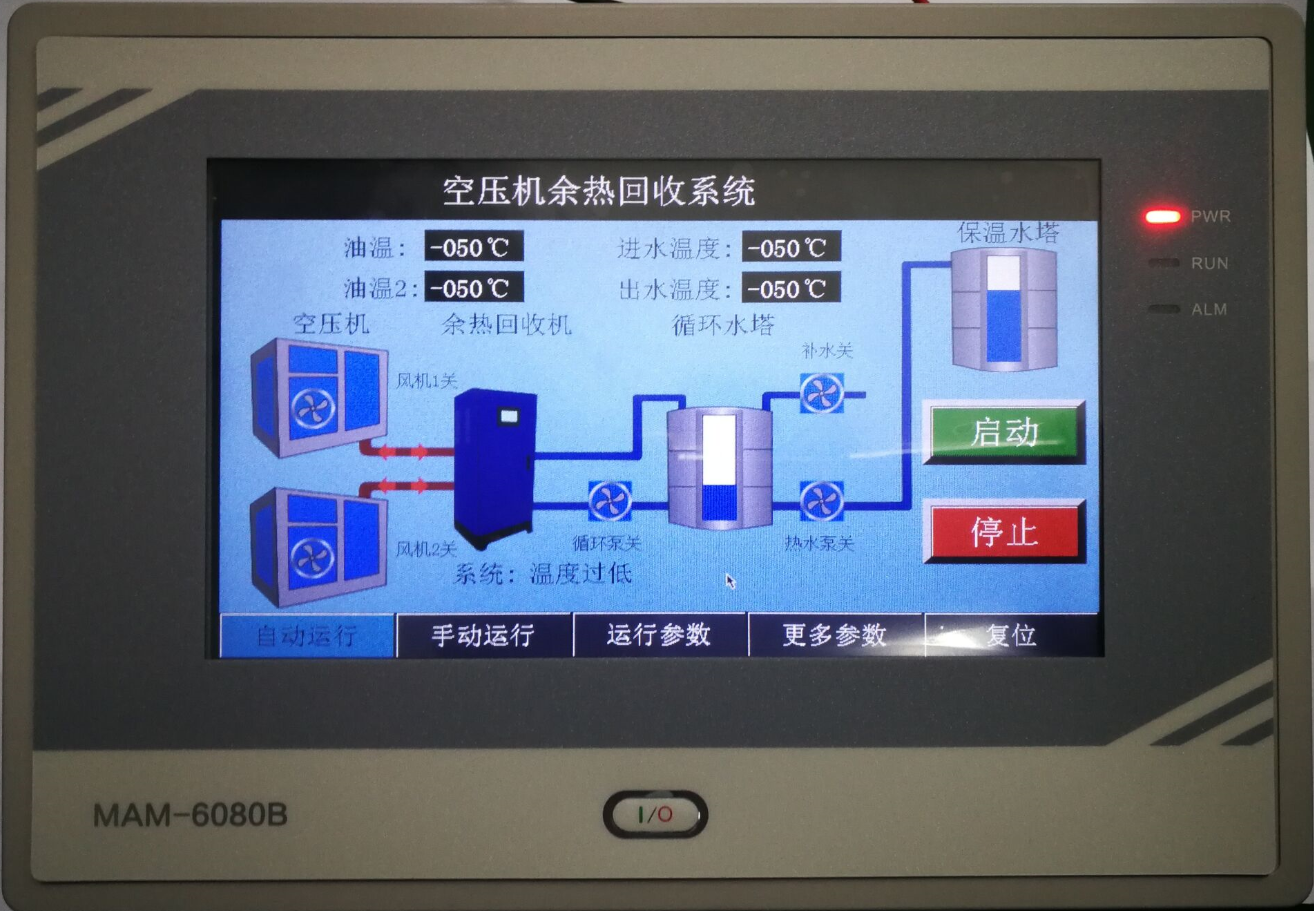 空压机余热回收系统
油温: -050℃ 进水温度: -050℃ 保温水塔
油温2: -050℃ 出水温度: -050℃
空压机 余热回收机 循环水塔
补水关
风机1关
启动
停止
风机2关 循环泵关 热水泵关
系统: 温度过低
自动运行 手动运行 运行参数 更多参数 复位
PWR
RUN
ALM
MAM-6080B
I/O